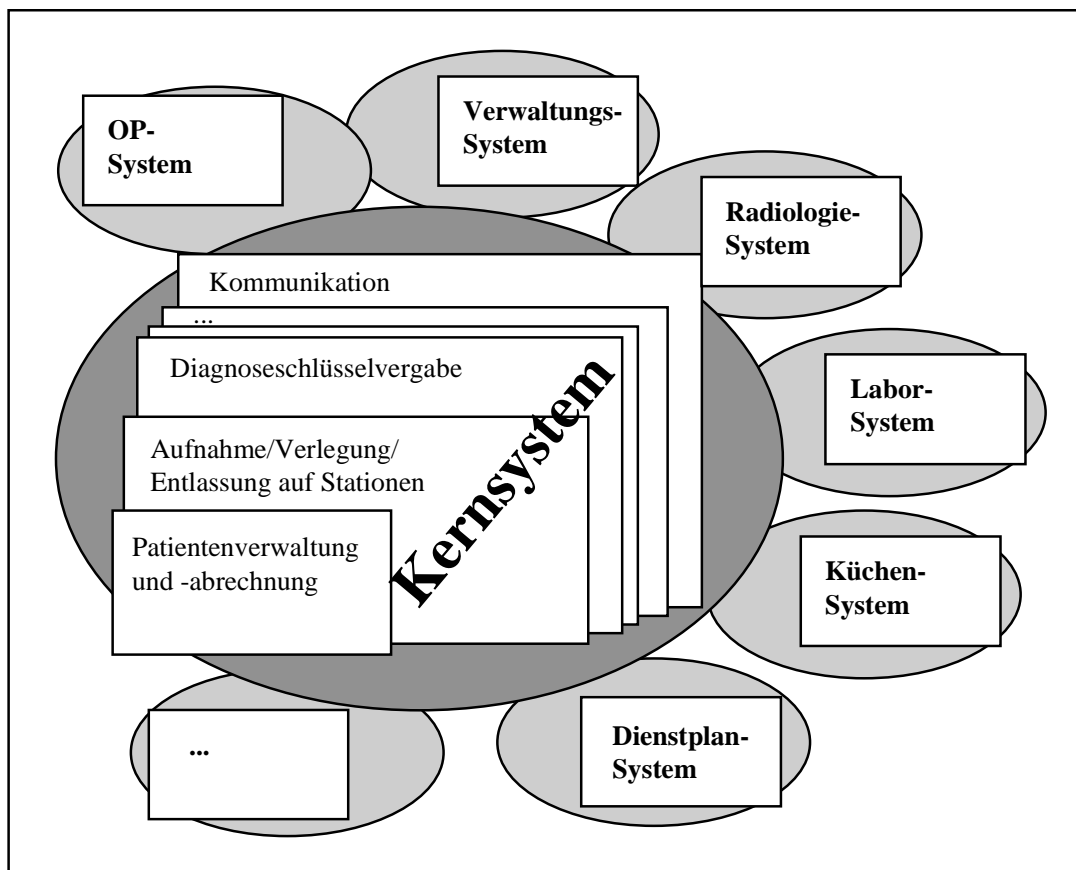 OP-
System
Verwaltungs-
System
Radiologie-
System
Kommunikation
...
Diagnoseschlüsselvergabe
Aufnahme/Verlegung/
Entlassung auf Stationen
Patientenverwaltung
und -abrechnung
Kernsystem
Labor-
System
Küchen-
System
Dienstplan-
System
...